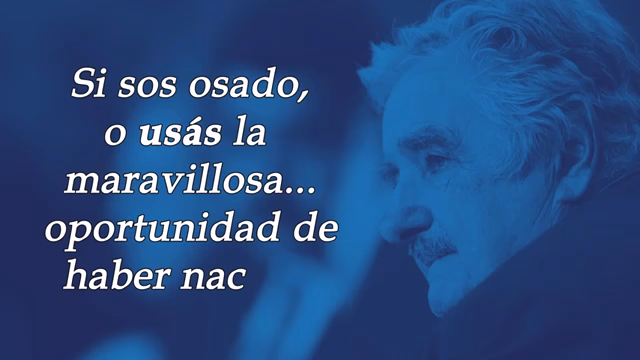 Si sos osado,
o usás la
maravillosa...
oportunidad de
haber nac